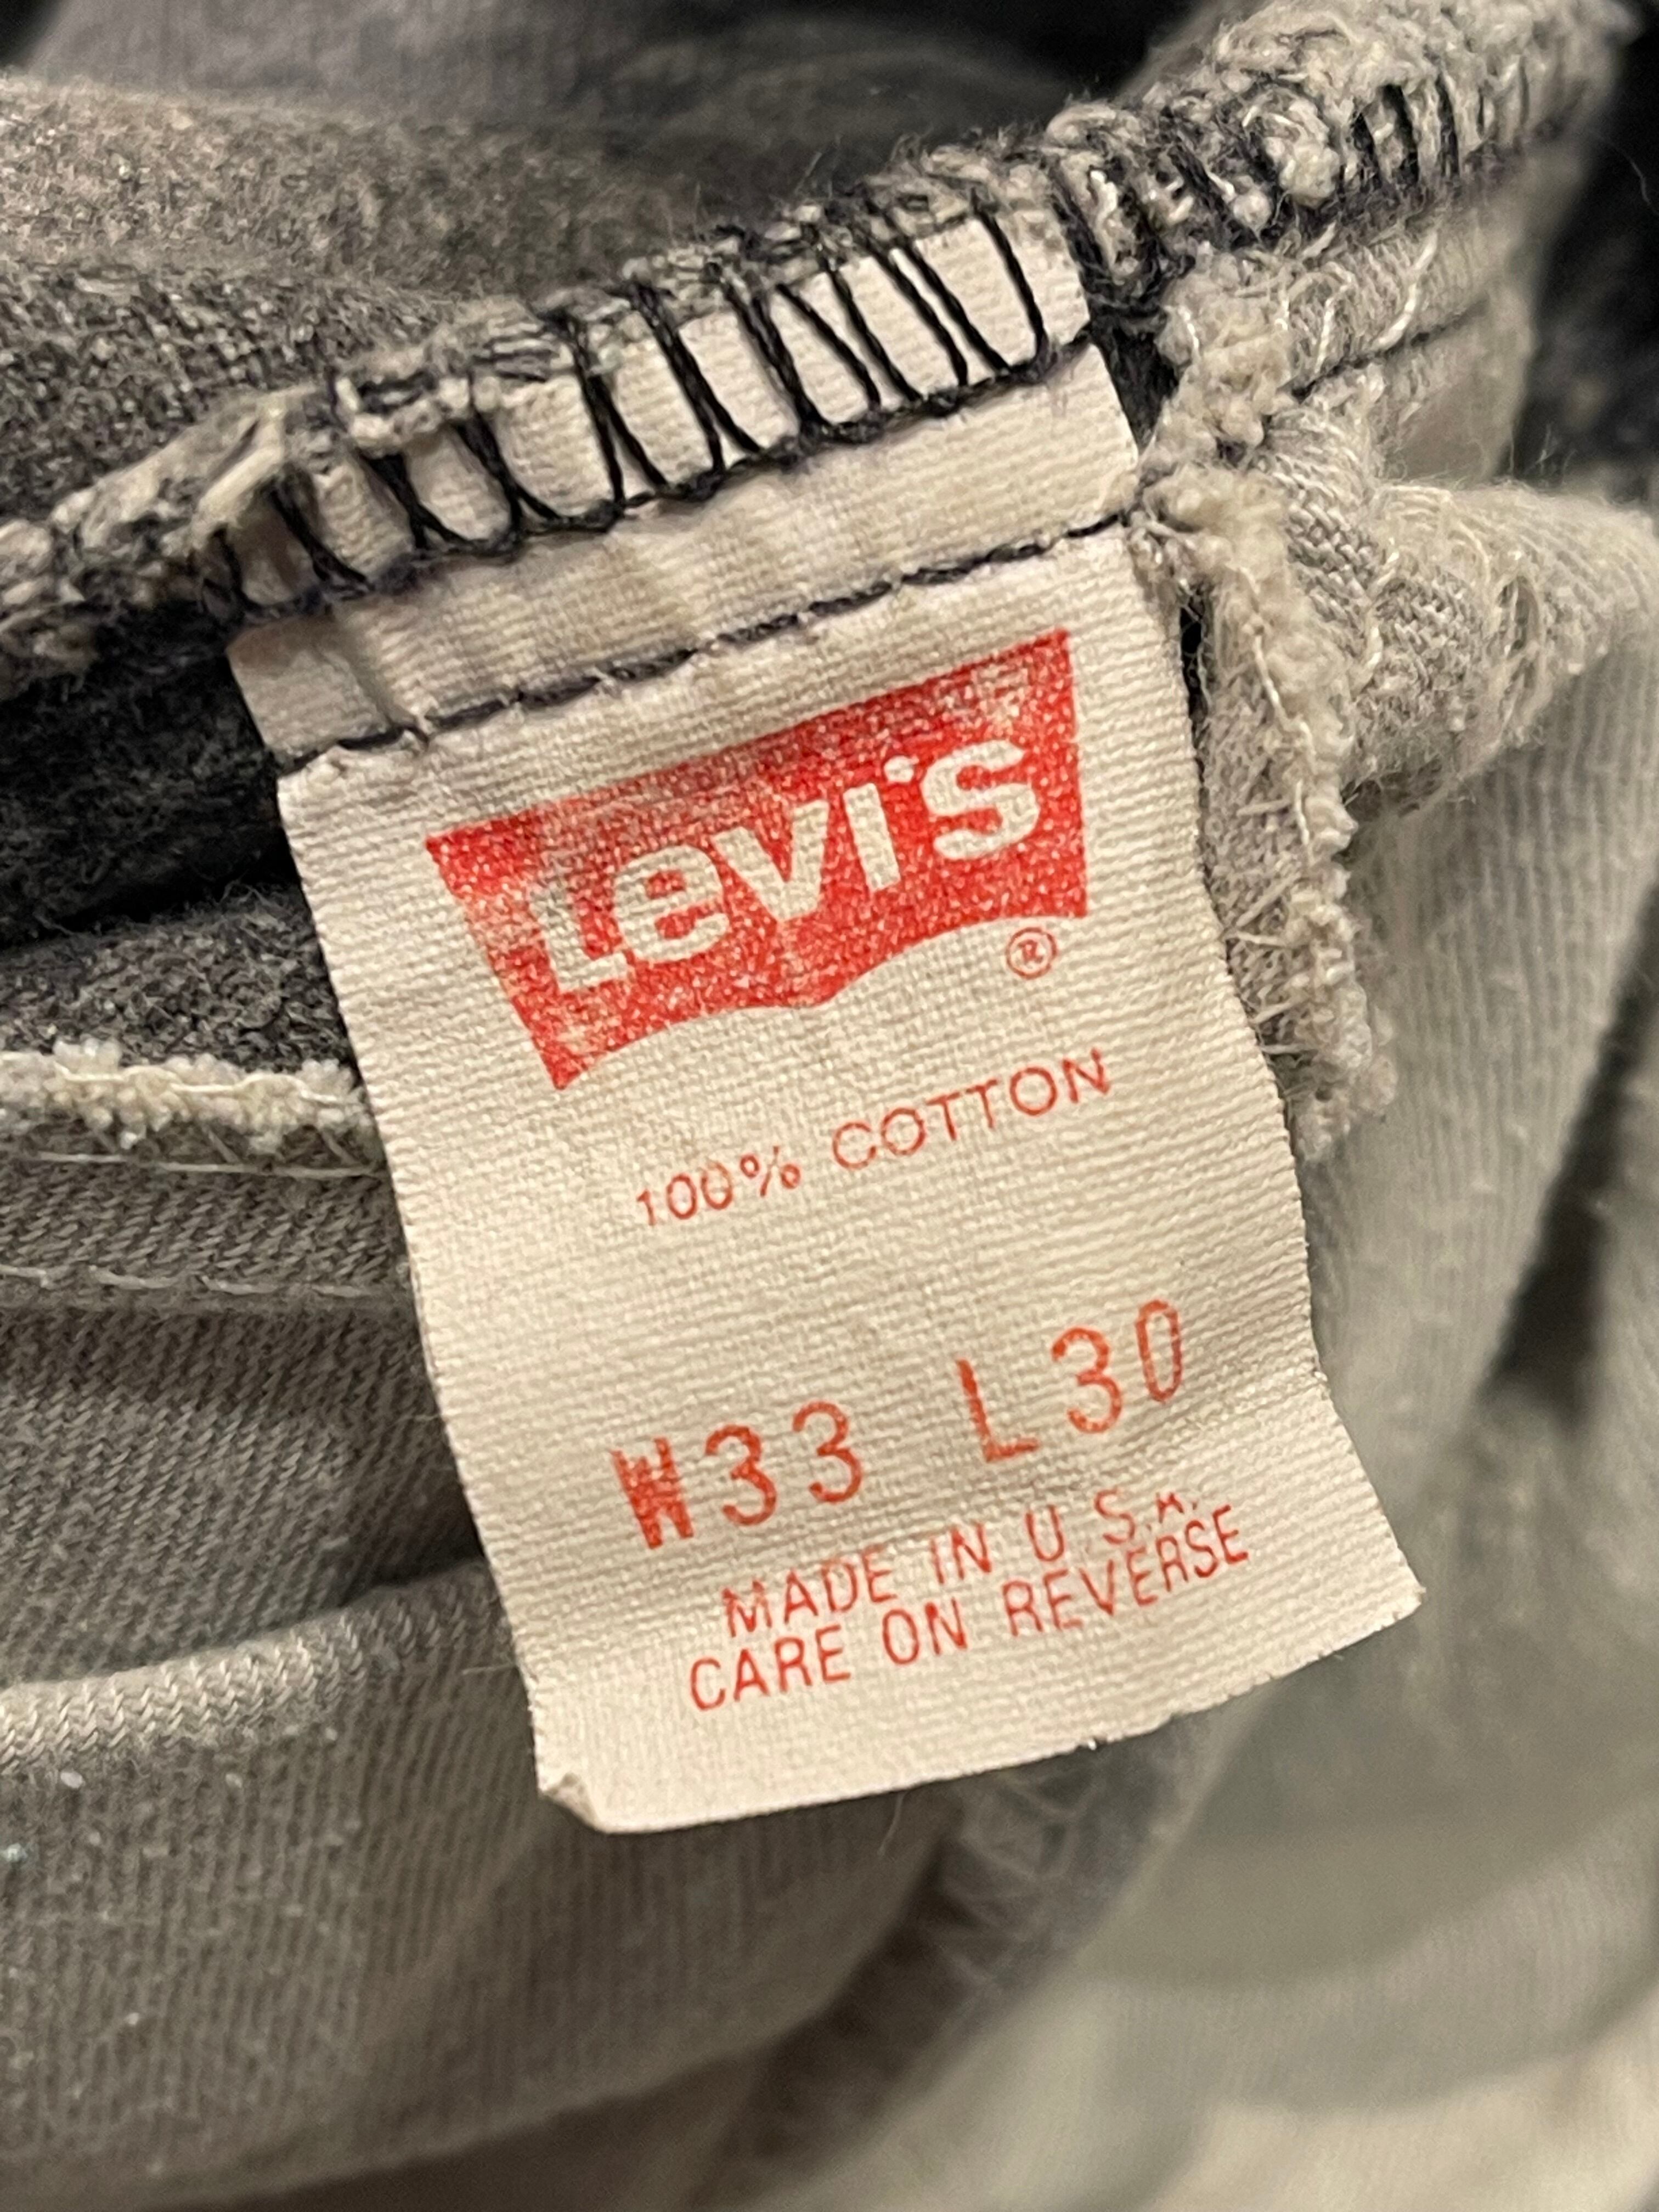 Levi's
®
100% COTTON
W33 L30
MADE IN U.S.A.
CARE ON REVERSE